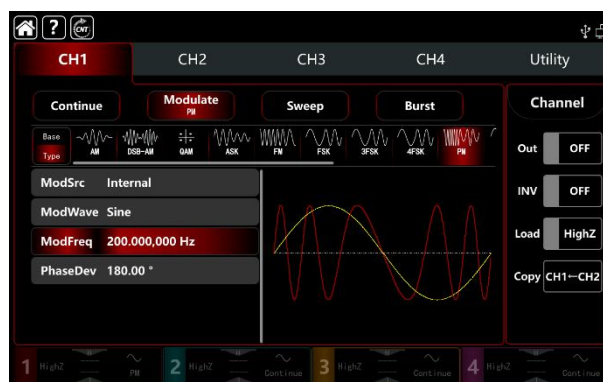 ? CNT
CH1 CH2 CH3 CH4 Utility
Continue Modulate Sweep Burst Channel
PM
Base
Type
AM DSB-AM QAM ASK FM FSK 3FSK 4FSK PM
Out OFF
ModSrc Internal
INV OFF
ModWave Sine
Load HighZ
ModFreq 200.000,000 Hz
PhaseDev 180.00 °
Copy CH1←CH2
1 HighZ PM 2 HighZ Continue 3 HighZ Continue 4 HighZ Continue